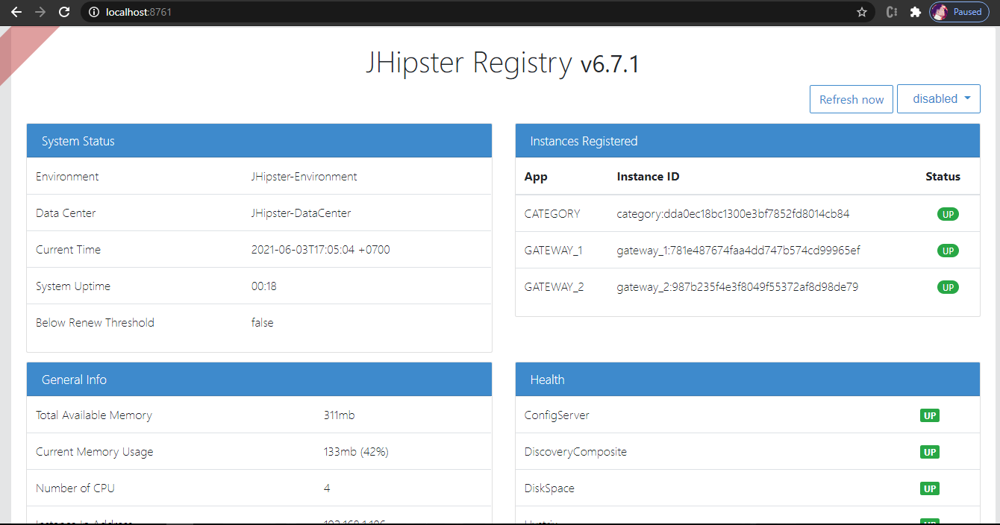 localhost:8761
Paused
JHipster Registry v6.7.1
Refresh now
disabled
System Status
Environment JHipster-Environment
Data Center JHipster-DataCenter
Current Time 2021-06-03T17:05:04 +0700
System Uptime 00:18
Below Renew Threshold false
Instances Registered
App Instance ID Status
CATEGORY category:dda0ec18bc1300e3bf7852fd8014cb84 UP
GATEWAY_1 gateway_1:781e487674faa4dd747b574cd99965ef UP
GATEWAY_2 gateway_2:987b235f4e3f8049f55372af8d98de79 UP
General Info
Total Available Memory 311mb
Current Memory Usage 133mb (42%)
Number of CPU 4
Health
ConfigServer UP
DiscoveryComposite UP
DiskSpace UP